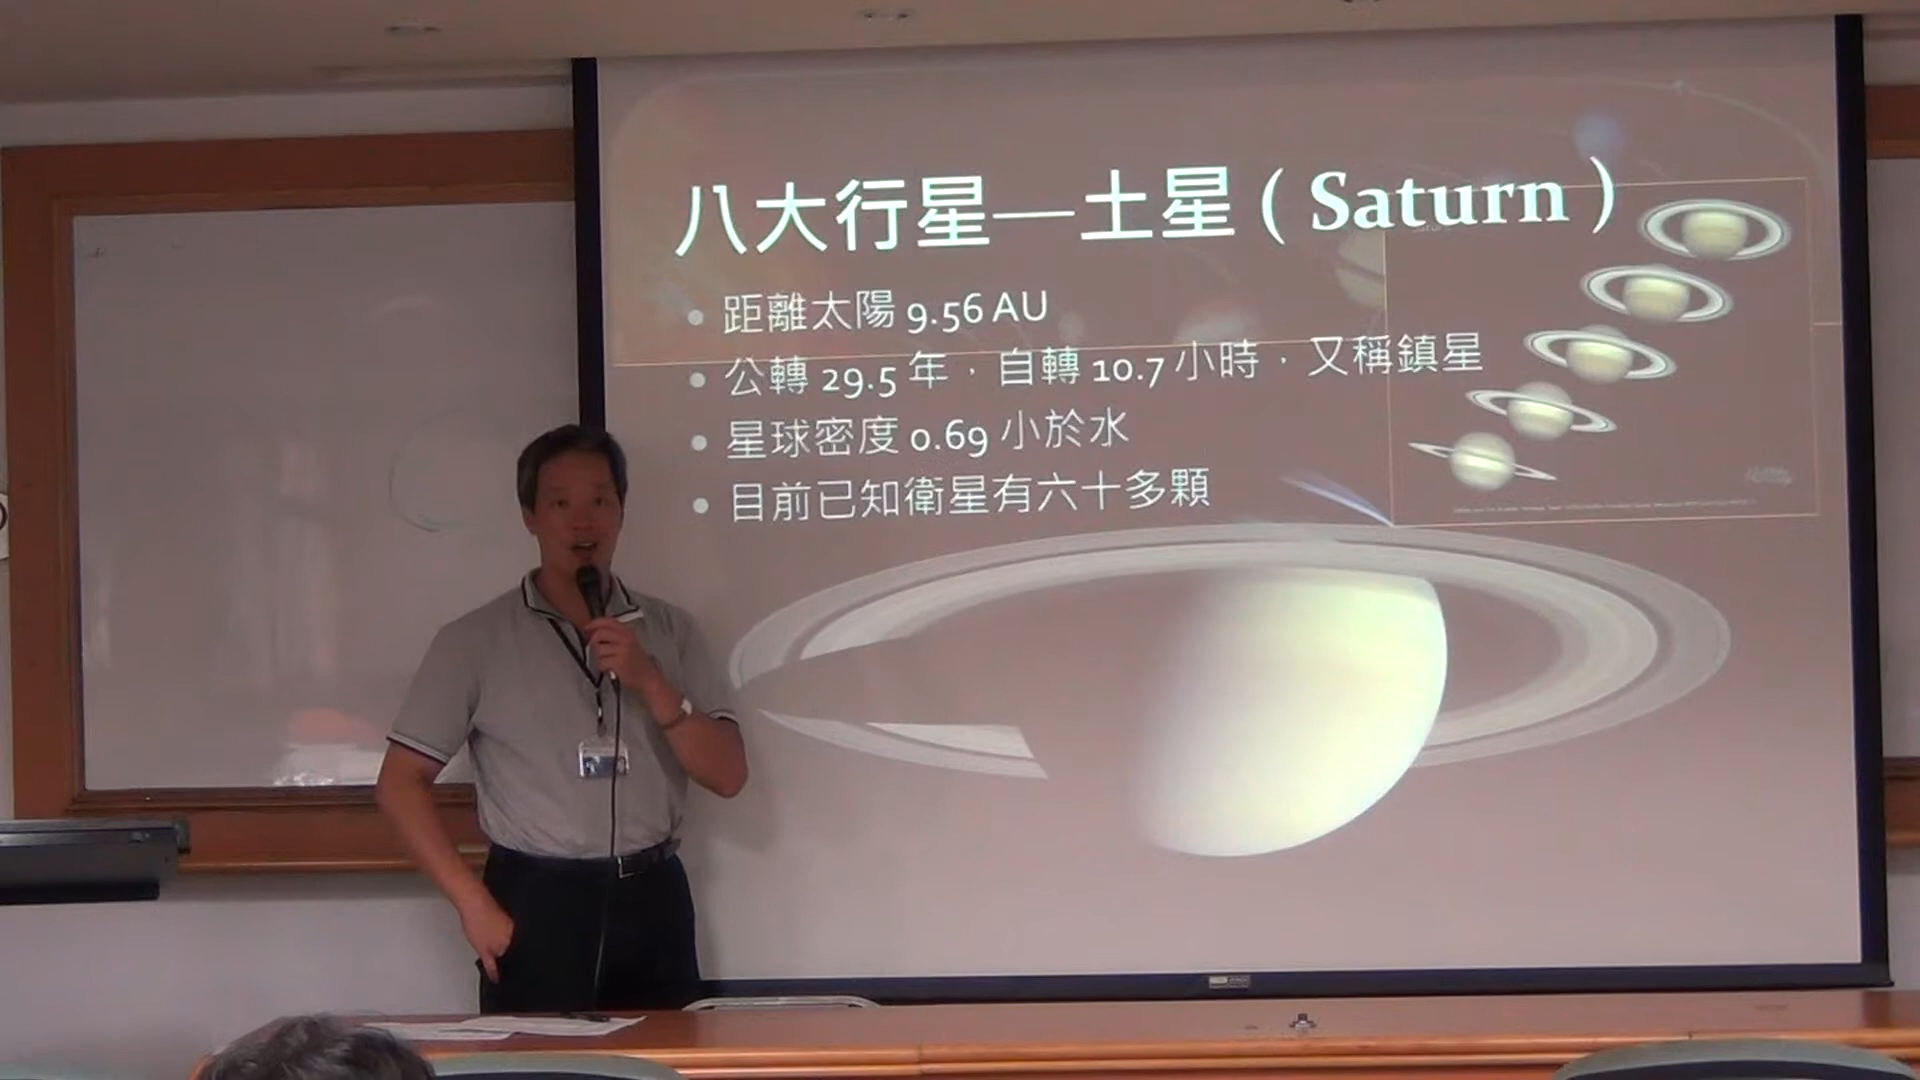 八大行星—土星 ( Saturn )
• 距離太陽 9.56 AU
• 公轉 29.5 年，自轉 10.7 小時，又稱鎮星
• 星球密度 0.69 小於水
• 目前已知衛星有六十多顆